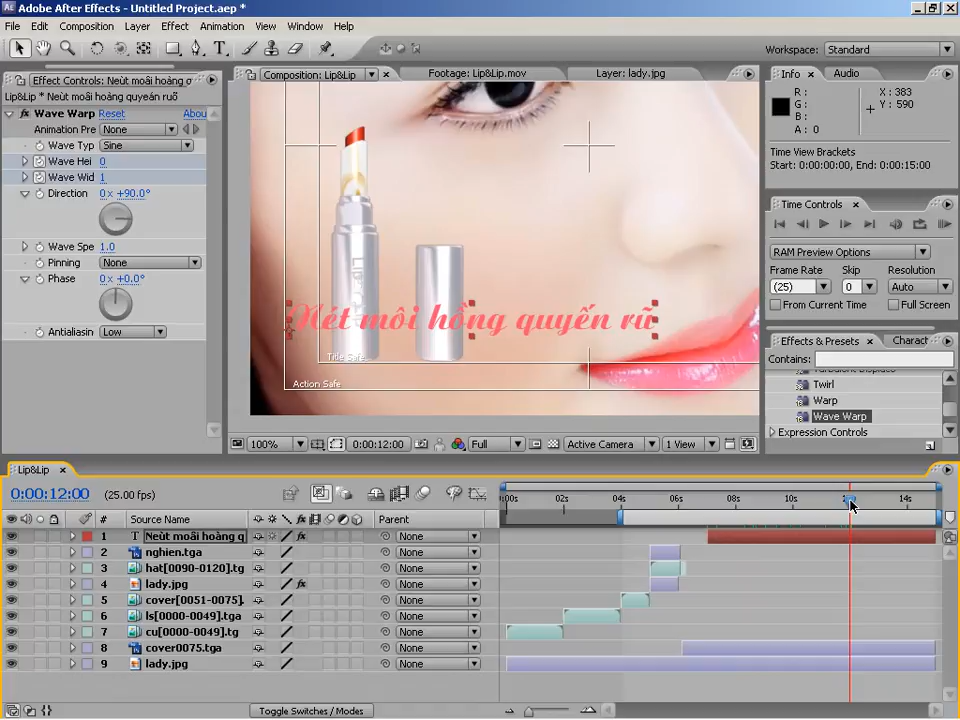 Adobe After Effects - Untitled Project.aep *
File Edit Composition Layer Effect Animation View Window Help
Workspace: Standard
Effect Controls: Neùt moâi hoàng o
Lip&Lip * Neùt moâi hoàng quyeán ruõ
Wave Warp Reset Abou
Animation Pre None
Wave Typ Sine
Wave Hei 0
Wave Wid 1
Direction 0x+90.0°
Wave Spe 1.0
Pinning None
Phase 0x+0.0°
Antialiasin Low
Composition: Lip&Lip
Footage: Lip&Lip.mov
Layer: lady.jpg
Nét môi hồng quyến rũ
Title Safe
Action Safe
100% 0:00:12:00 Full Active Camera 1 View
Info Audio
R :
G :
B :
A : 0
X : 383
Y : 590
Time View Brackets
Start: 0:00:00:00, End: 0:00:15:00
Time Controls
RAM Preview Options
Frame Rate Skip Resolution
(25) 0 Auto
From Current Time Full Screen
Effects & Presets Charact
Contains:
Twirl
Warp
Wave Warp
Expression Controls
Lip&Lip
0:00:12:00 (25.00 fps)
:00s 02s 04s 06s 08s 10s 14s
# Source Name Parent
1 T Neùt moâi hoàng q None
2 nghien.tga None
3 hat[0090-0120].tg None
4 lady.jpg None
5 cover[0051-0075]. None
6 ls[0000-0049].tga None
7 cu[0000-0049].tg None
8 cover0075.tga None
9 lady.jpg None
Toggle Switches / Modes